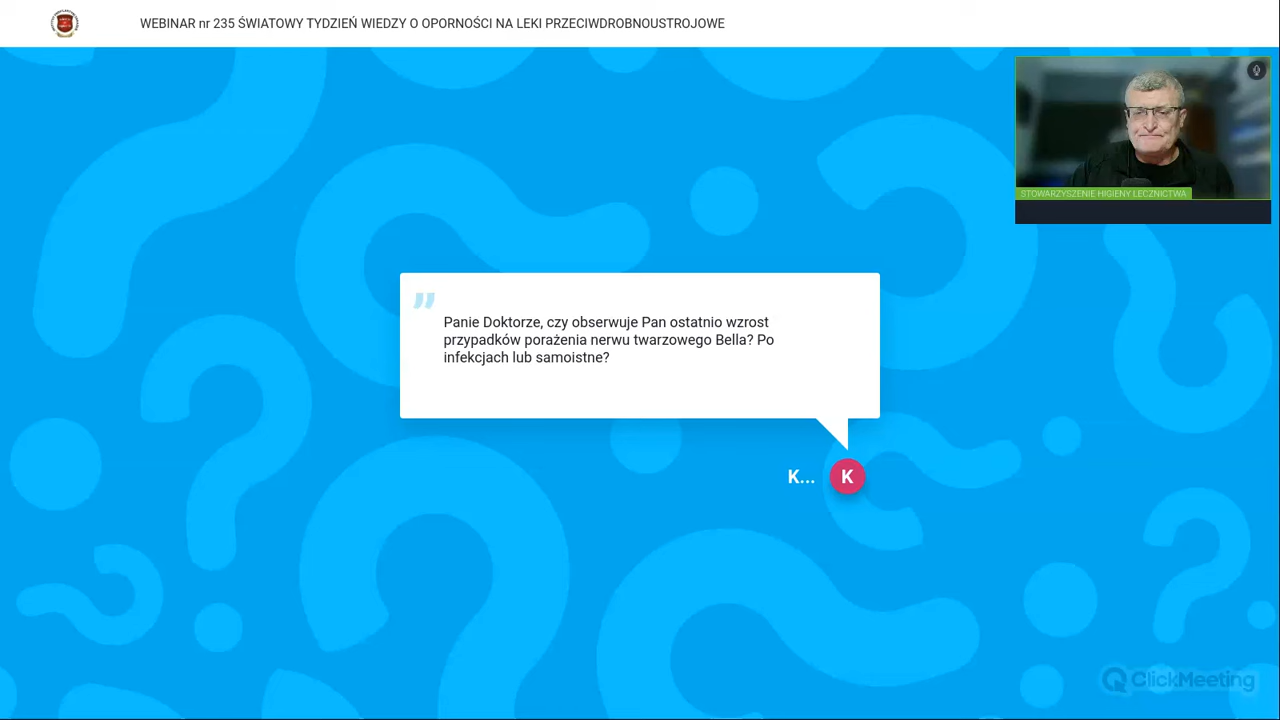 WEBINAR nr 235 ŚWIATOWY TYDZIEŃ WIEDZY O OPORNOŚCI NA LEKI PRZECIWDROBNOUSTROJOWE
STOWARZYSZENIE HIGIENY LECZNICTWA
Panie Doktorze, czy obserwuje Pan ostatnio wzrost
przypadków porażenia nerwu twarzowego Bella? Po
infekcjach lub samoistne?
K... K
ClickMeeting